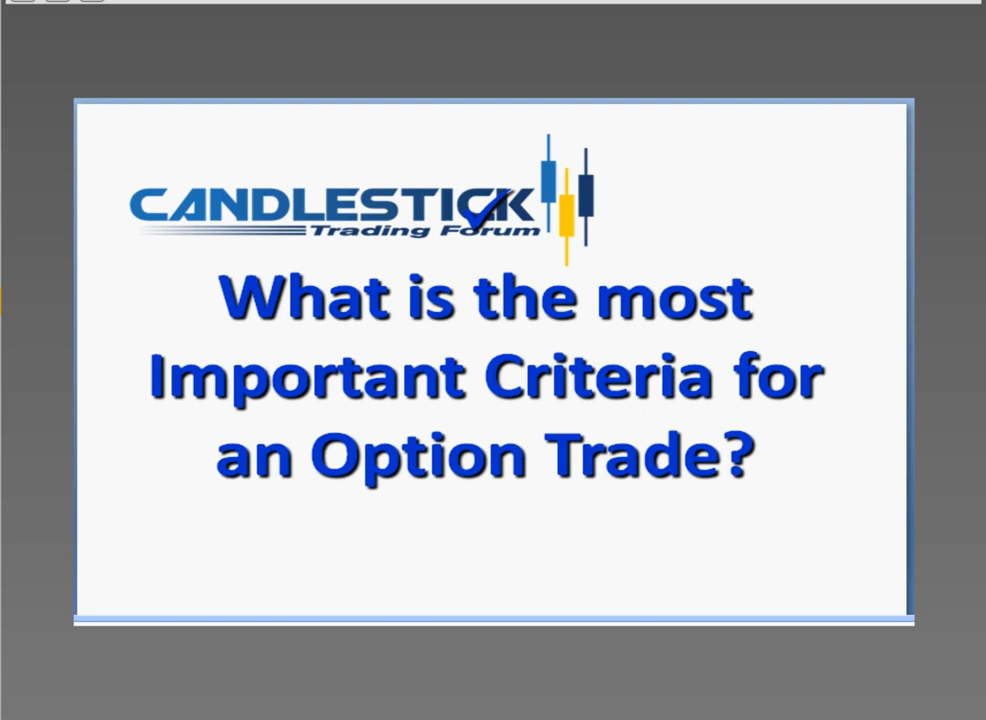 CANDLESTICK
Trading Forum
What is the most
Important Criteria for
an Option Trade?